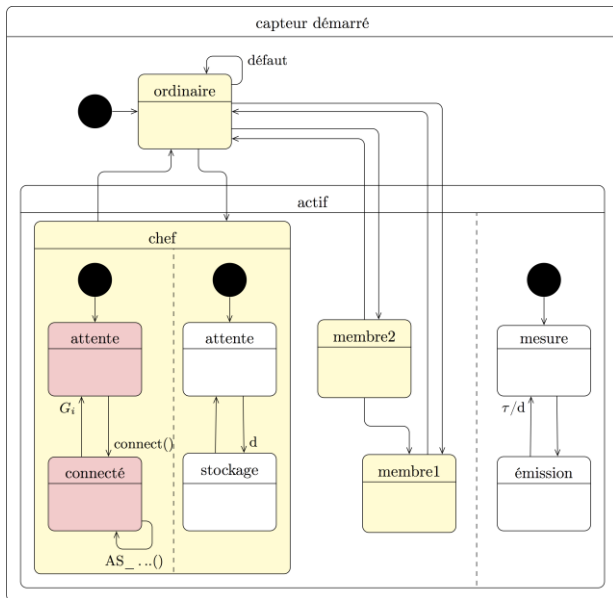 capteur démarré
défaut
ordinaire
actif
chef
attente
attente
membre2
mesure
G_i
τ/d
connect()
d
connecté
stockage
membre1
émission
AS_ ...()